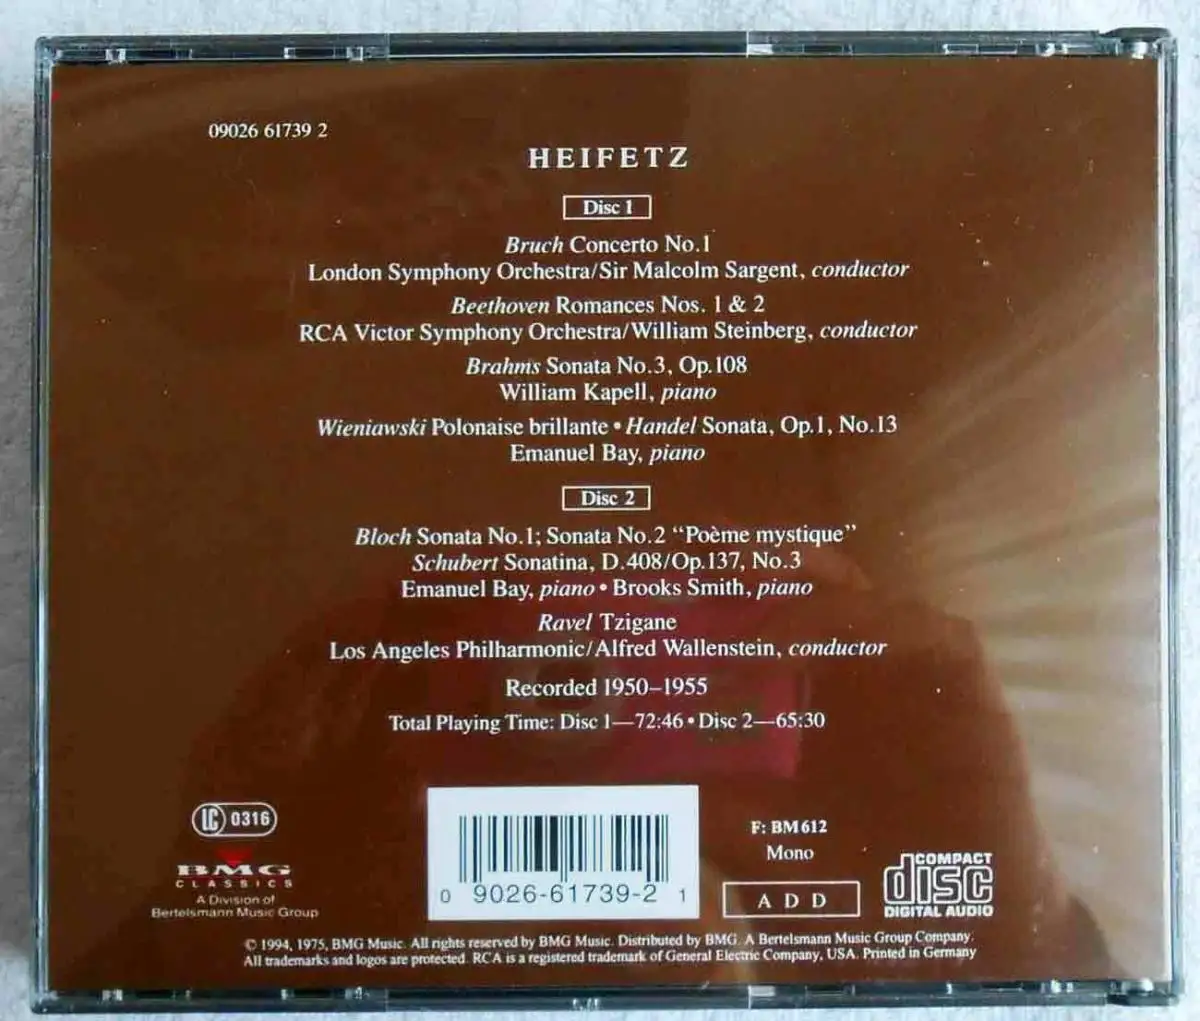 09026 61739 2
HEIFETZ
Disc 1
Bruch Concerto No.1
London Symphony Orchestra/Sir Malcolm Sargent, conductor
Beethoven Romances Nos. 1 & 2
RCA Victor Symphony Orchestra/William Steinberg, conductor
Brahms Sonata No.3, Op.108
William Kapell, piano
Wieniawski Polonaise brillante • Handel Sonata, Op.1, No.13
Emanuel Bay, piano
Disc 2
Bloch Sonata No.1; Sonata No.2 “Poème mystique”
Schubert Sonatina, D.408/Op.137, No.3
Emanuel Bay, piano • Brooks Smith, piano
Ravel Tzigane
Los Angeles Philharmonic/Alfred Wallenstein, conductor
Recorded 1950–1955
Total Playing Time: Disc 1—72:46 • Disc 2—65:30
LC 0316
BMG
CLASSICS
A Division of
Bertelsmann Music Group
0 9026-61739-2 1
F: BM612
Mono
A D D
COMPACT
disc
DIGITAL AUDIO
© 1994, 1975, BMG Music. All rights reserved by BMG Music. Distributed by BMG. A Bertelsmann Music Group Company.
All trademarks and logos are protected. RCA is a registered trademark of General Electric Company, USA. Printed in Germany